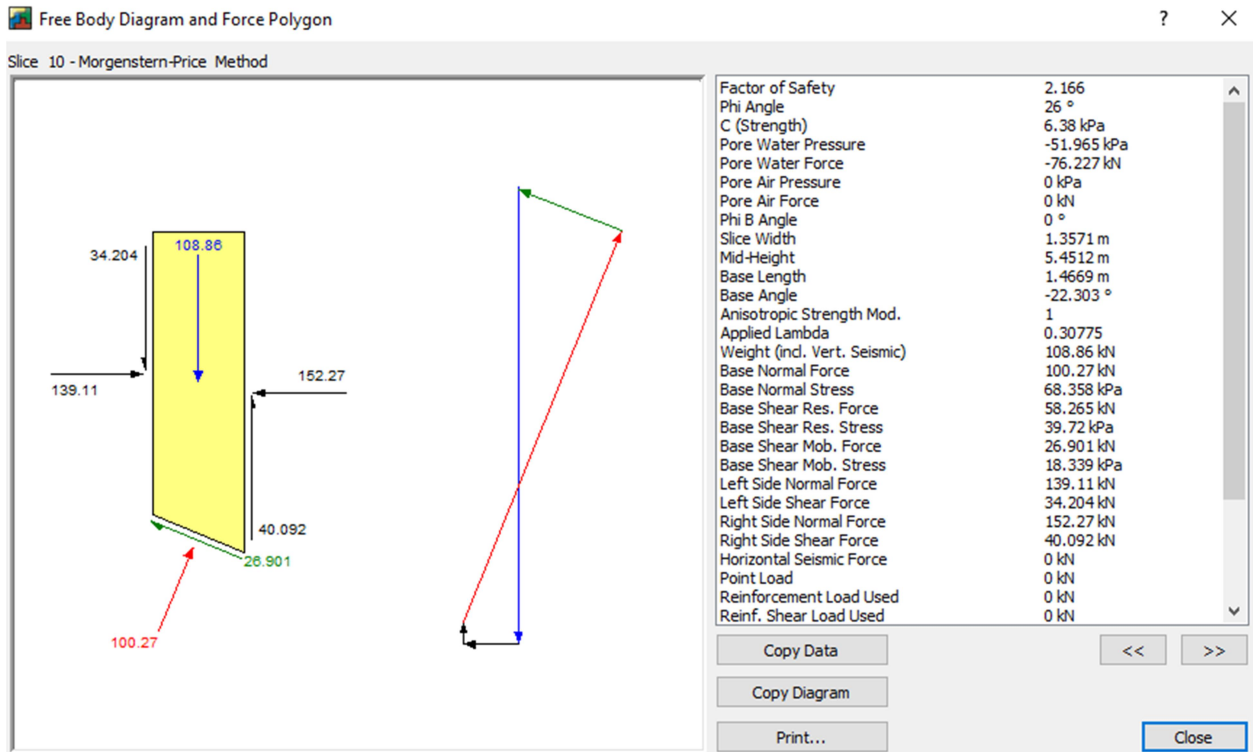 Free Body Diagram and Force Polygon
Slice 10 - Morgenstern-Price Method
108.86
34.204
139.11
152.27
40.092
26.901
100.27
Factor of Safety 2.166
Phi Angle 26 °
C (Strength) 6.38 kPa
Pore Water Pressure -51.965 kPa
Pore Water Force -76.227 kN
Pore Air Pressure 0 kPa
Pore Air Force 0 kN
Phi B Angle 0 °
Slice Width 1.3571 m
Mid-Height 5.4512 m
Base Length 1.4669 m
Base Angle -22.303 °
Anisotropic Strength Mod. 1
Applied Lambda 0.30775
Weight (incl. Vert. Seismic) 108.86 kN
Base Normal Force 100.27 kN
Base Normal Stress 68.358 kPa
Base Shear Res. Force 58.265 kN
Base Shear Res. Stress 39.72 kPa
Base Shear Mob. Force 26.901 kN
Base Shear Mob. Stress 18.339 kPa
Left Side Normal Force 139.11 kN
Left Side Shear Force 34.204 kN
Right Side Normal Force 152.27 kN
Right Side Shear Force 40.092 kN
Horizontal Seismic Force 0 kN
Point Load 0 kN
Reinforcement Load Used 0 kN
Reinf. Shear Load Used 0 kN
Copy Data << >>
Copy Diagram
Print... Close